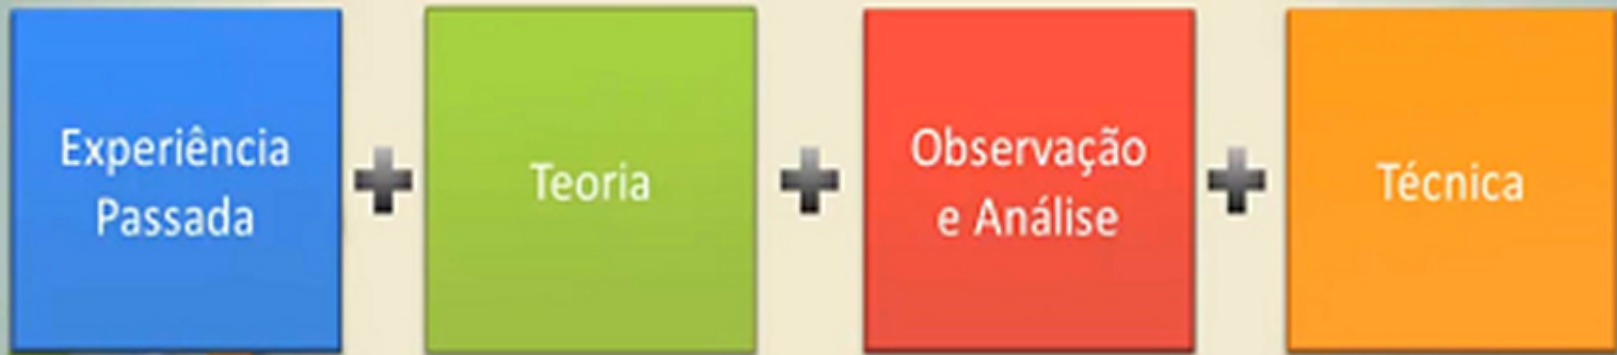 Experiência
Passada
Teoria
Observação
e Análise
Técnica